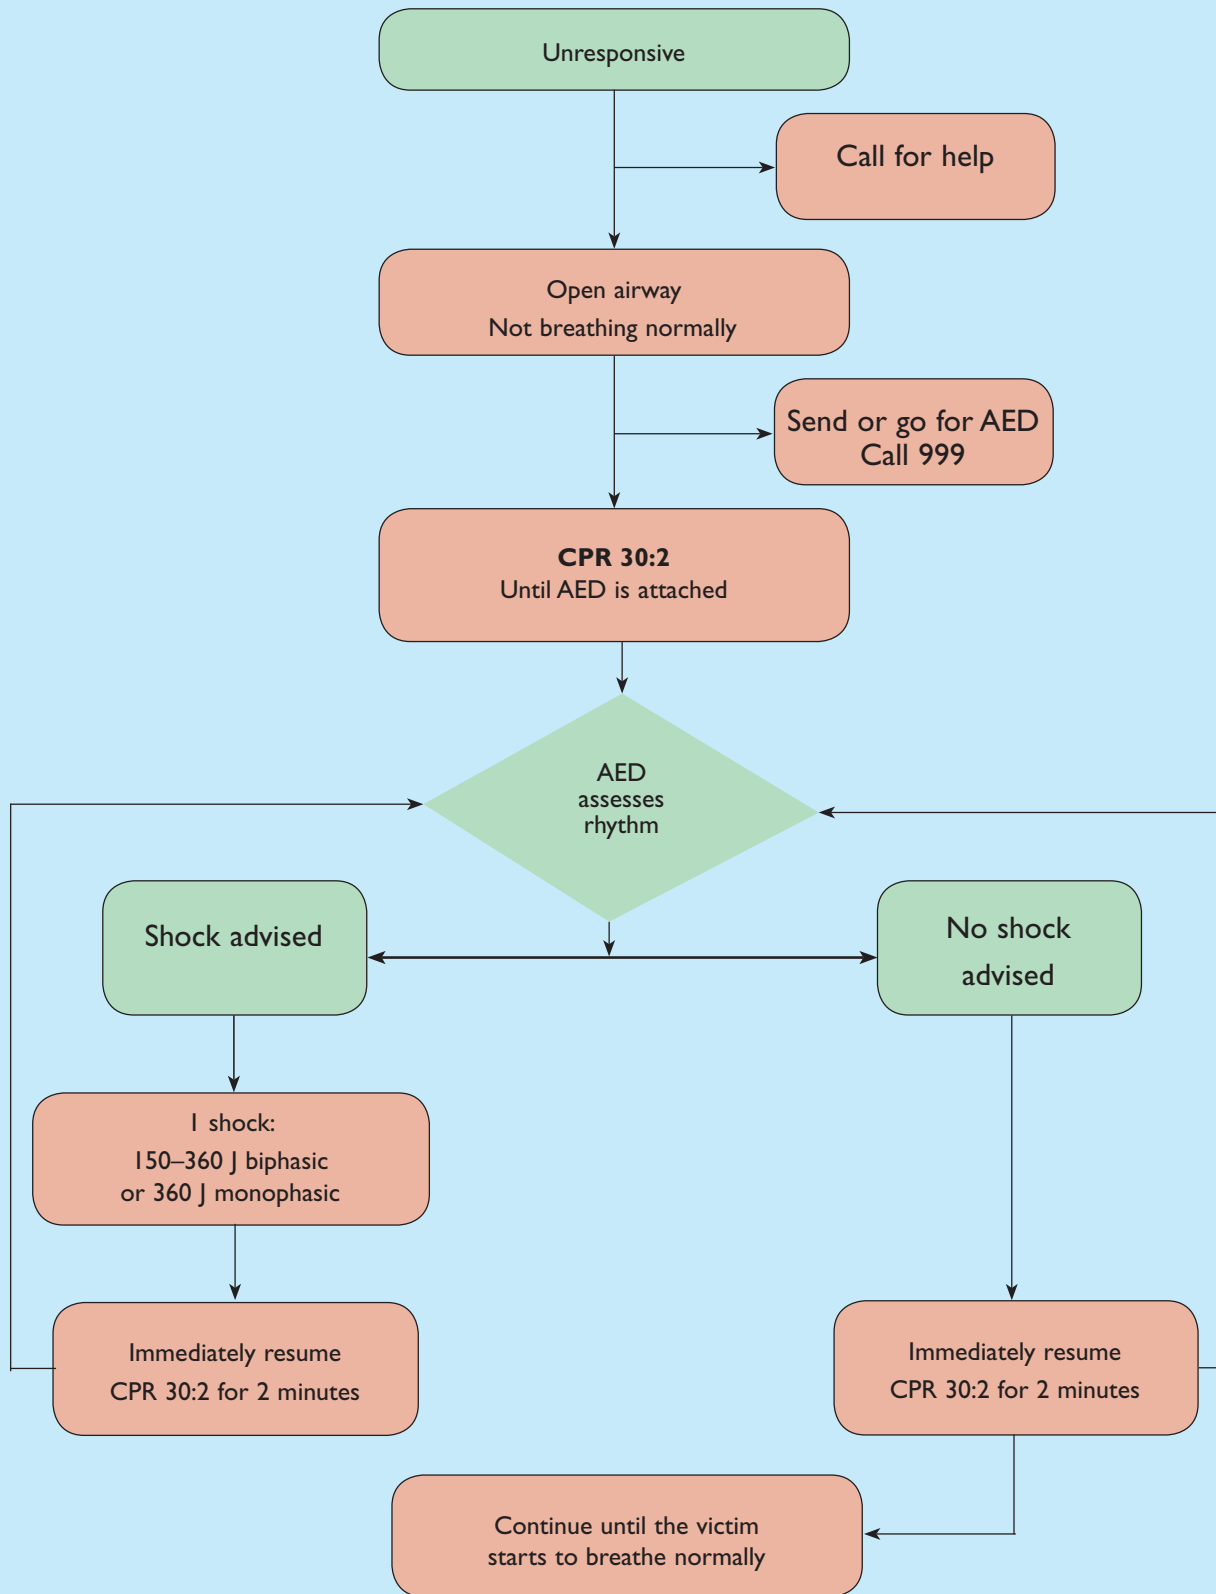 Unresponsive
Call for help
Open airway
Not breathing normally
Send or go for AED
Call 999
CPR 30:2
Until AED is attached
AED
assesses
rhythm
Shock advised
No shock
advised
1 shock:
150–360 J biphasic
or 360 J monophasic
Immediately resume
CPR 30:2 for 2 minutes
Immediately resume
CPR 30:2 for 2 minutes
Continue until the victim
starts to breathe normally